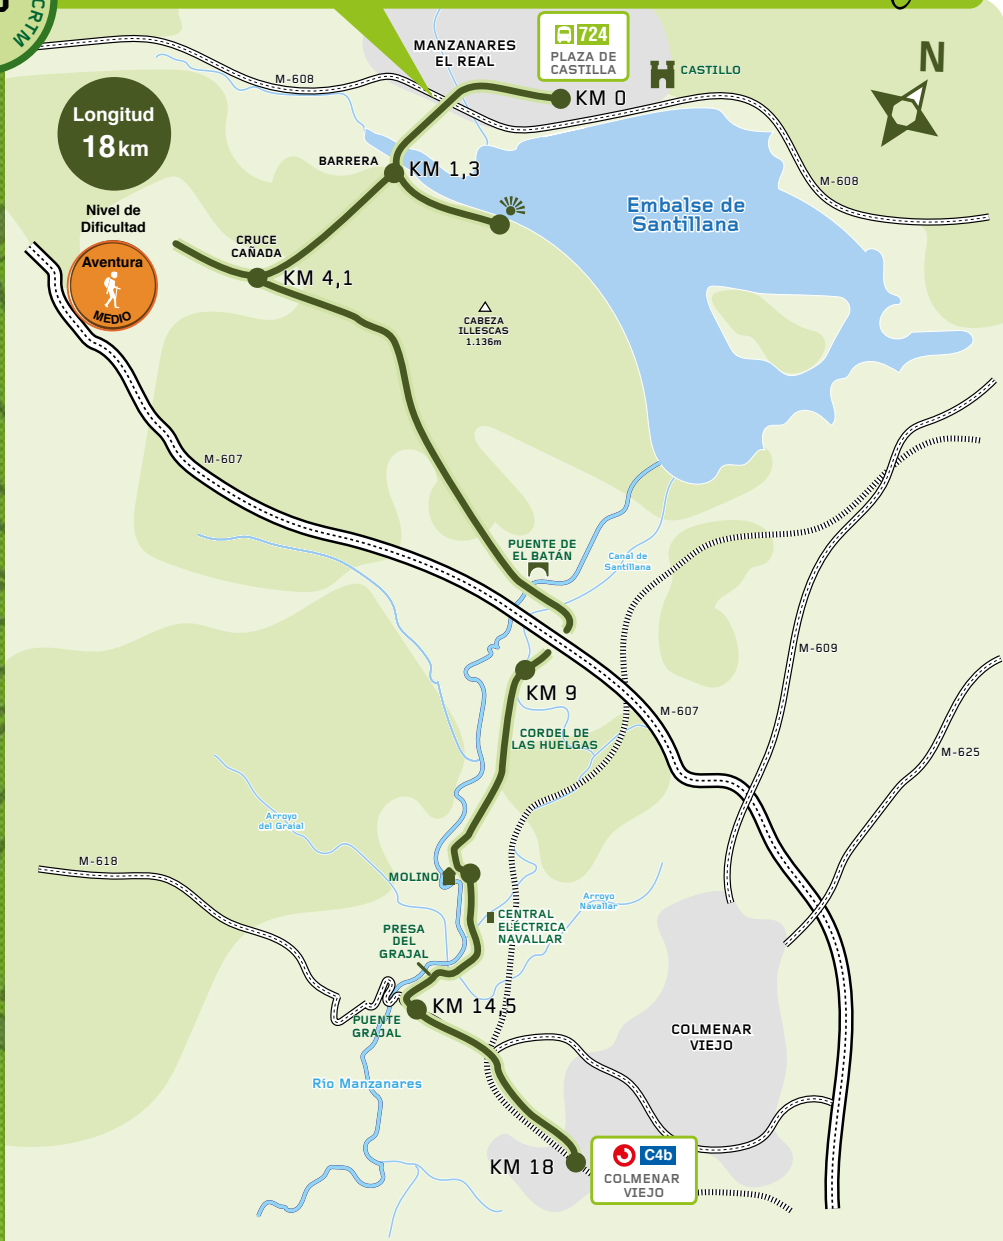 CRTM
MANZANARES
EL REAL
724
PLAZA DE
CASTILLA
CASTILLO
N
M-608
KM 0
Longitud
18 km
BARRERA
KM 1,3
M-608
Embalse de
Santillana
Nivel de
Dificultad
Aventura
MEDIO
CRUCE
CAÑADA
KM 4,1
CABEZA
ILLESCAS
1.136m
M-607
PUENTE DE
EL BATÁN
Canal de
Santillana
M-609
KM 9
M-607
CORDEL DE
LAS HUELGAS
M-625
Arroyo
del Grajal
M-618
MOLINO
Arroyo
Navallar
CENTRAL
ELÉCTRICA
NAVALLAR
PRESA
DEL
GRAJAL
KM 14,5
PUENTE
GRAJAL
COLMENAR
VIEJO
Río Manzanares
KM 18
C4b
COLMENAR
VIEJO